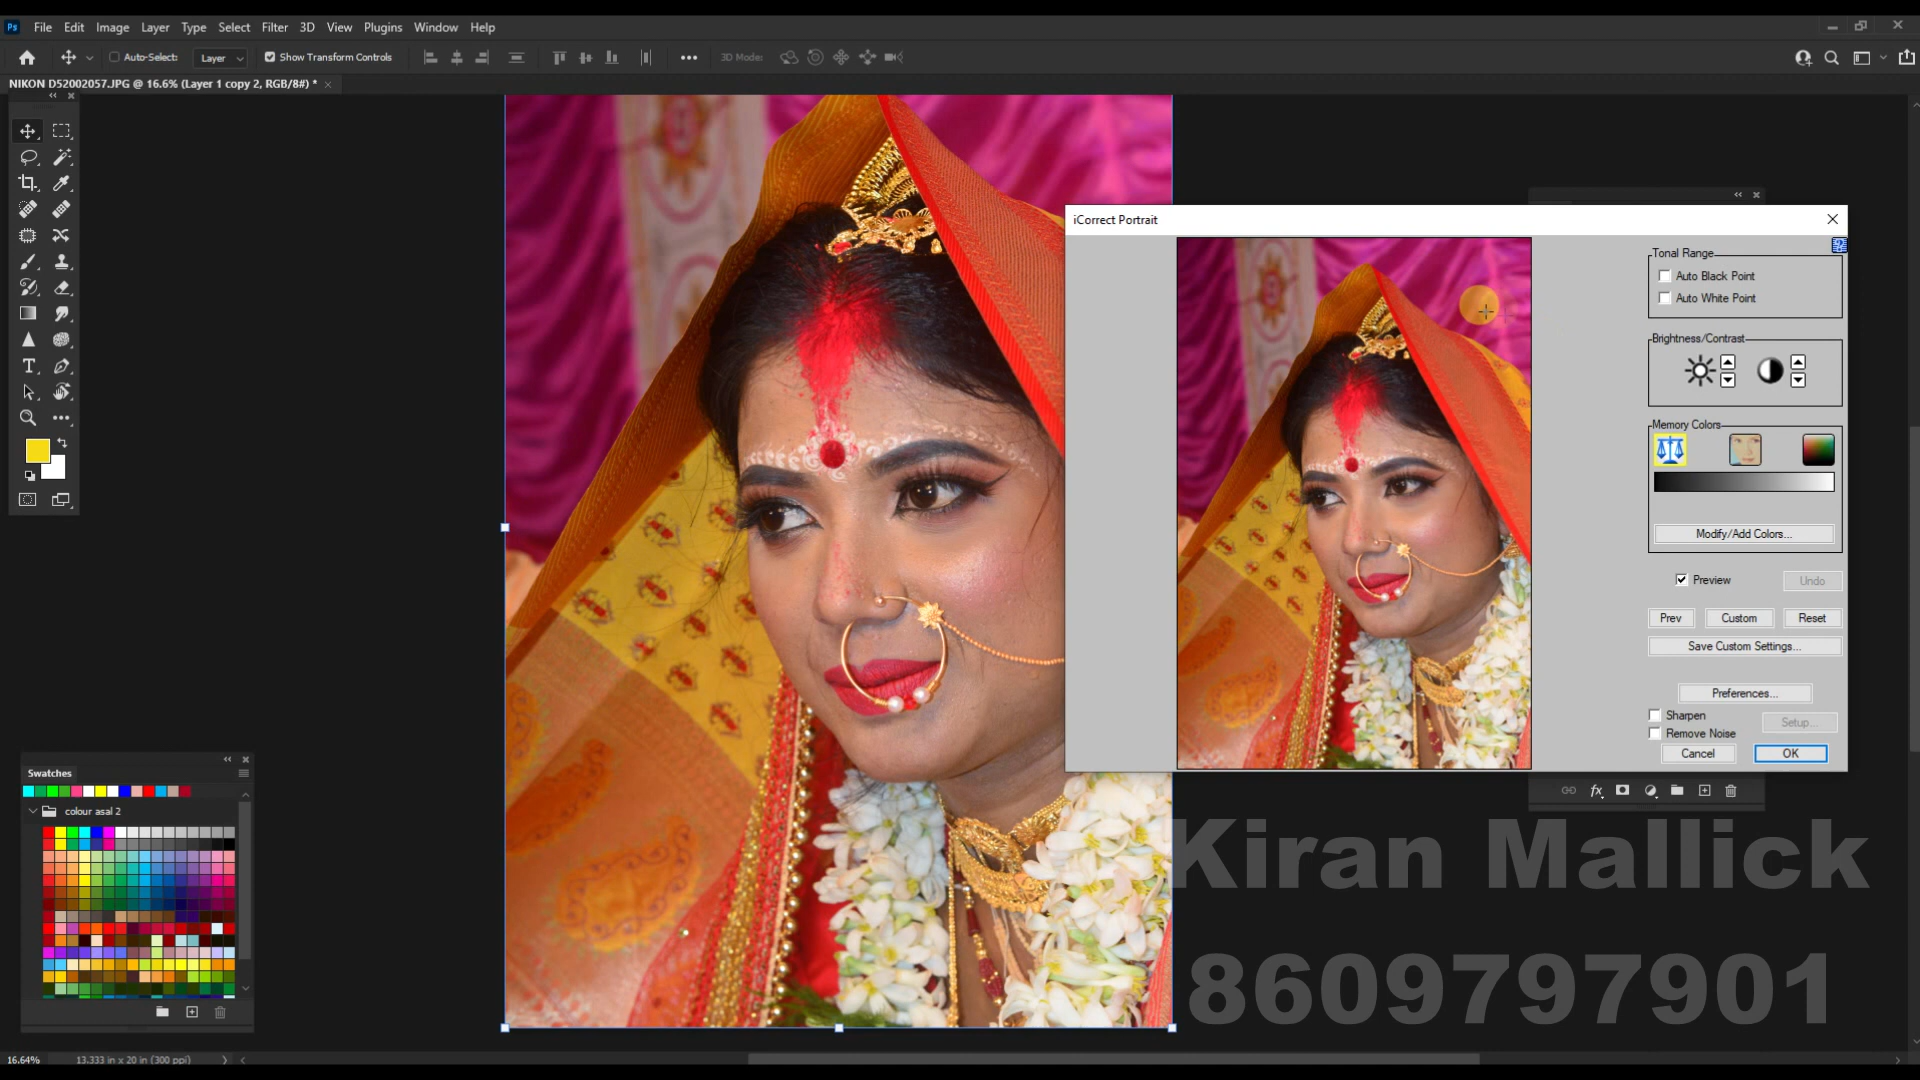 Ps File Edit Image Layer Type Select Filter 3D View Plugins Window Help
Auto-Select: Layer Show Transform Controls 3D Mode:
NIKON D52002057.JPG @ 16.6% (Layer 1 copy 2, RGB/8#) *
iCorrect Portrait
Tonal Range
Auto Black Point
Auto White Point
Brightness/Contrast
Memory Colors
Modify/Add Colors...
Preview Undo
Prev Custom Reset
Save Custom Settings...
Preferences...
Sharpen Setup...
Remove Noise
Cancel OK
Swatches
colour asal 2
fx
Kiran Mallick
8609797901
16.64% 13.333 in x 20 in (300 ppi)